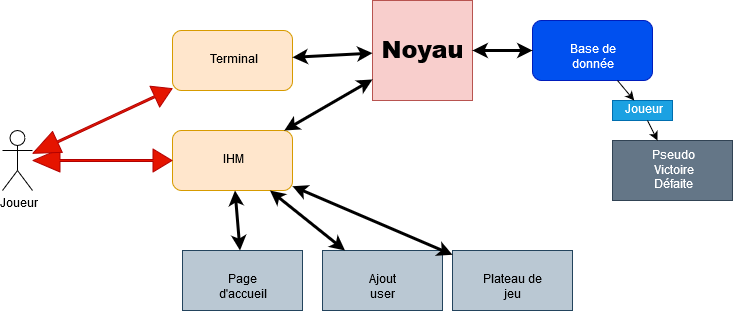 Terminal
Noyau
Base de
donnée
Joueur
IHM
Pseudo
Victoire
Défaite
Joueur
Page
d'accueil
Ajout
user
Plateau de
jeu